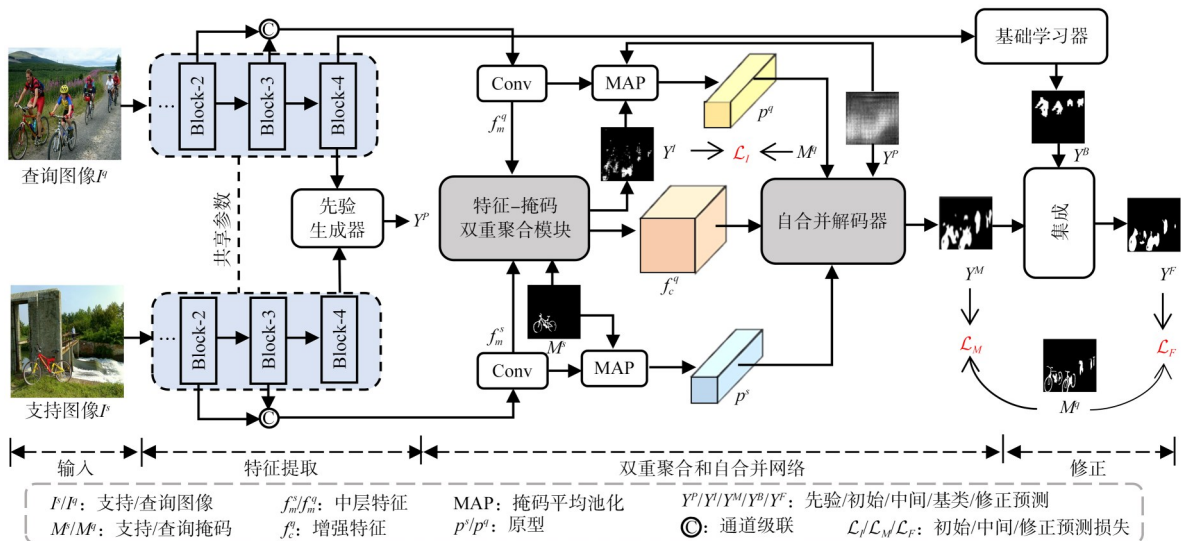 基础学习器
Block-2
Block-3
Block-4
...
C
Conv
MAP
p^q
f_m^q
Y^I
ℒ_I
M^q
Y^P
Y^B
查询图像I^q
共享参数
先验
生成器
Y^P
特征-掩码
双重聚合模块
f_c^q
自合并解码器
集成
Y^M
Y^F
...
Block-2
Block-3
Block-4
f_m^s
M^s
Conv
MAP
p^s
ℒ_M
ℒ_F
M^q
支持图像I^s
C
输入
特征提取
双重聚合和自合并网络
修正
I^s/I^q：支持/查询图像
f_m^s/f_m^q：中层特征
MAP：掩码平均池化
Y^P/Y^I/Y^M/Y^B/Y^F：先验/初始/中间/基类/修正预测
M^s/M^q：支持/查询掩码
f_c^q：增强特征
p^s/p^q：原型
C：通道级联
ℒ_I/ℒ_M/ℒ_F：初始/中间/修正预测损失